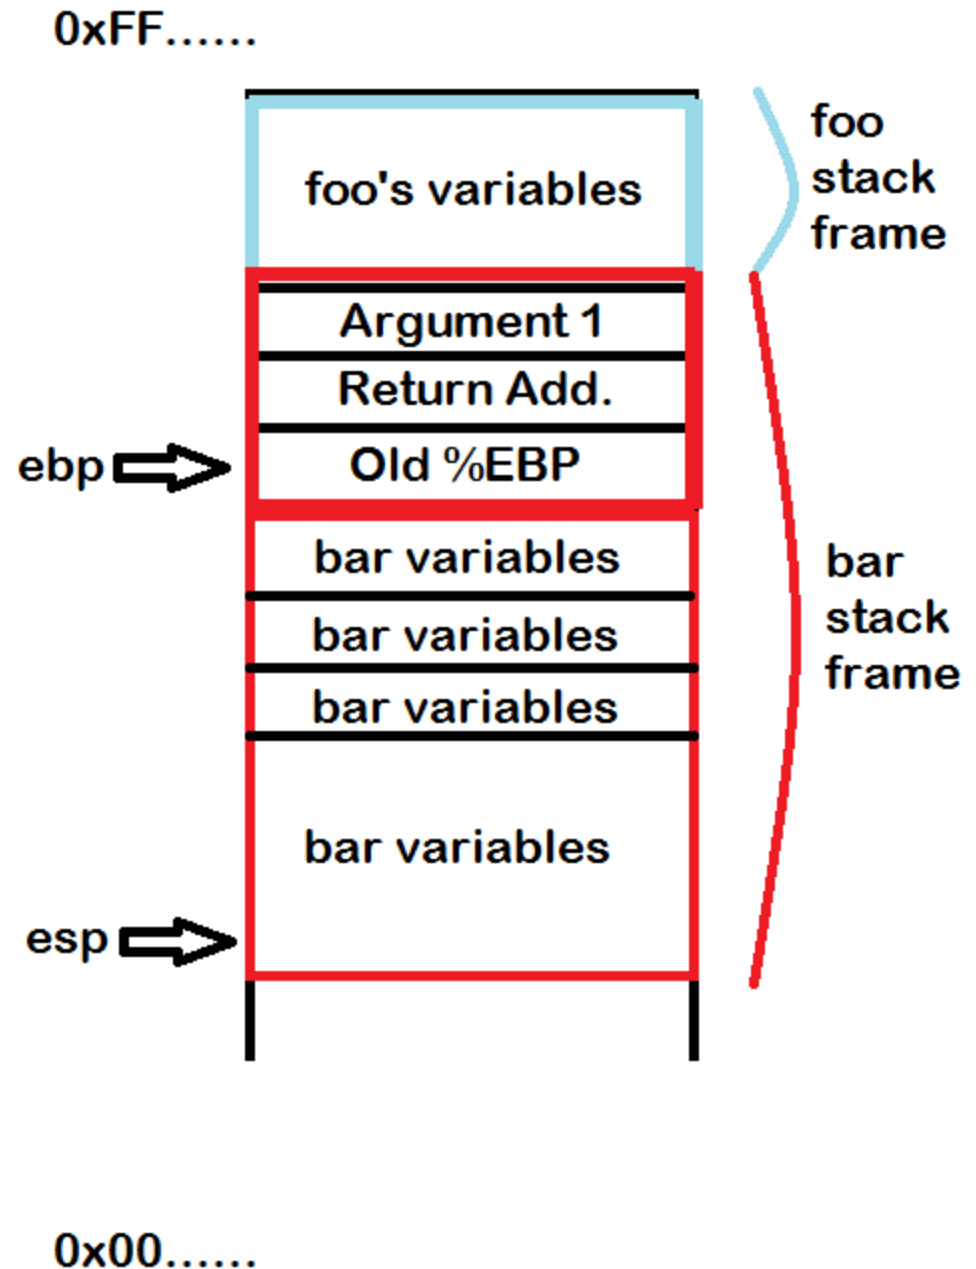 0xFF......
foo
stack
frame
foo's variables
Argument 1
Return Add.
ebp
Old %EBP
bar variables
bar
stack
frame
bar variables
bar variables
bar variables
esp
0x00......